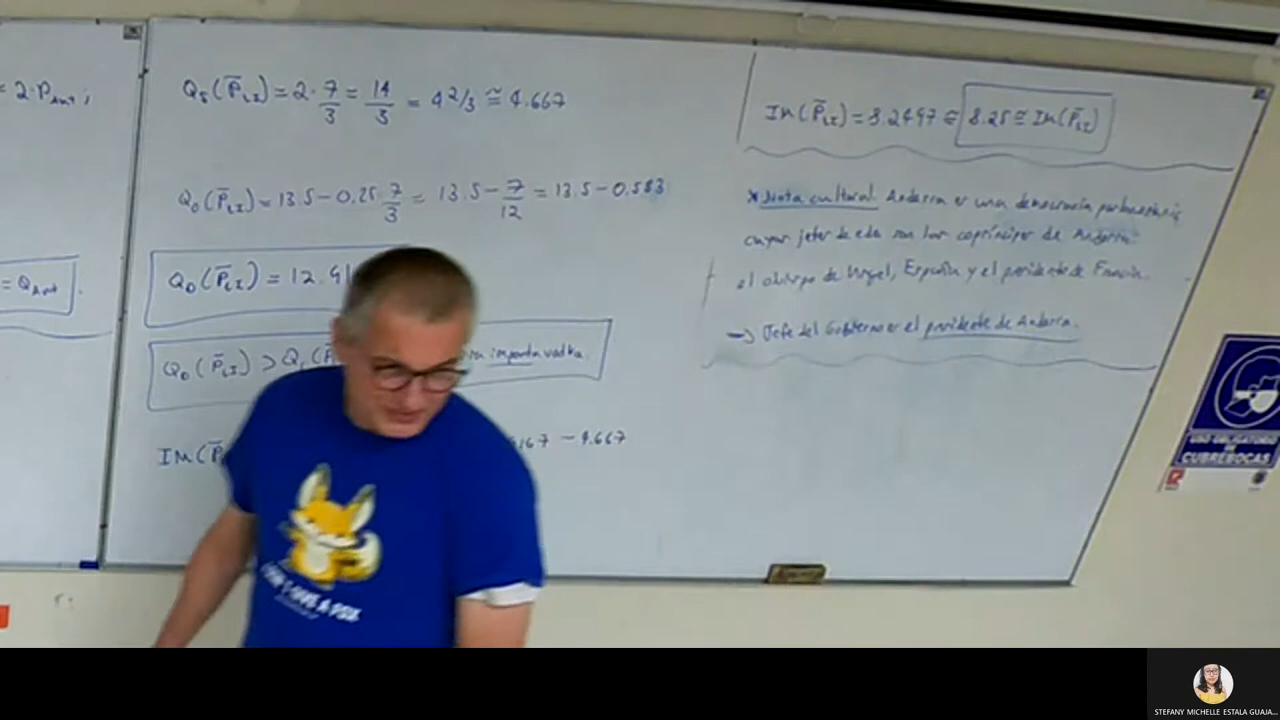 = 2·P_Ant;
= Q_Ant.
Q_S(P̄_LI) = 2·7/3 = 14/3 = 4 2/3 ≅ 4.667
Q_D(P̄_LI) = 13.5 − 0.25·7/3 = 13.5 − 7/12 = 13.5 − 0.583
Q_D(P̄_LI) = 12.91
Q_D(P̄_LI) > Q_S(P̄ importa vodka.
IM(P̄ − 4.667
IM(P̄_LI) = 8.2497 ≅ 8.25 ≅ IM(P̄_LI)
*Nota cultural. Andorra es una democracia parlamentaria
cuyos jefes de edo son los copríncipes de Andorra:
el obispo de Urgel, España y el presidente de Francia.
→ Jefe del Gobierno es el presidente de Andorra.
USO OBLIGATORIO
DE
CUBREBOCAS
STEFANY MICHELLE ESTALA GUAJA...